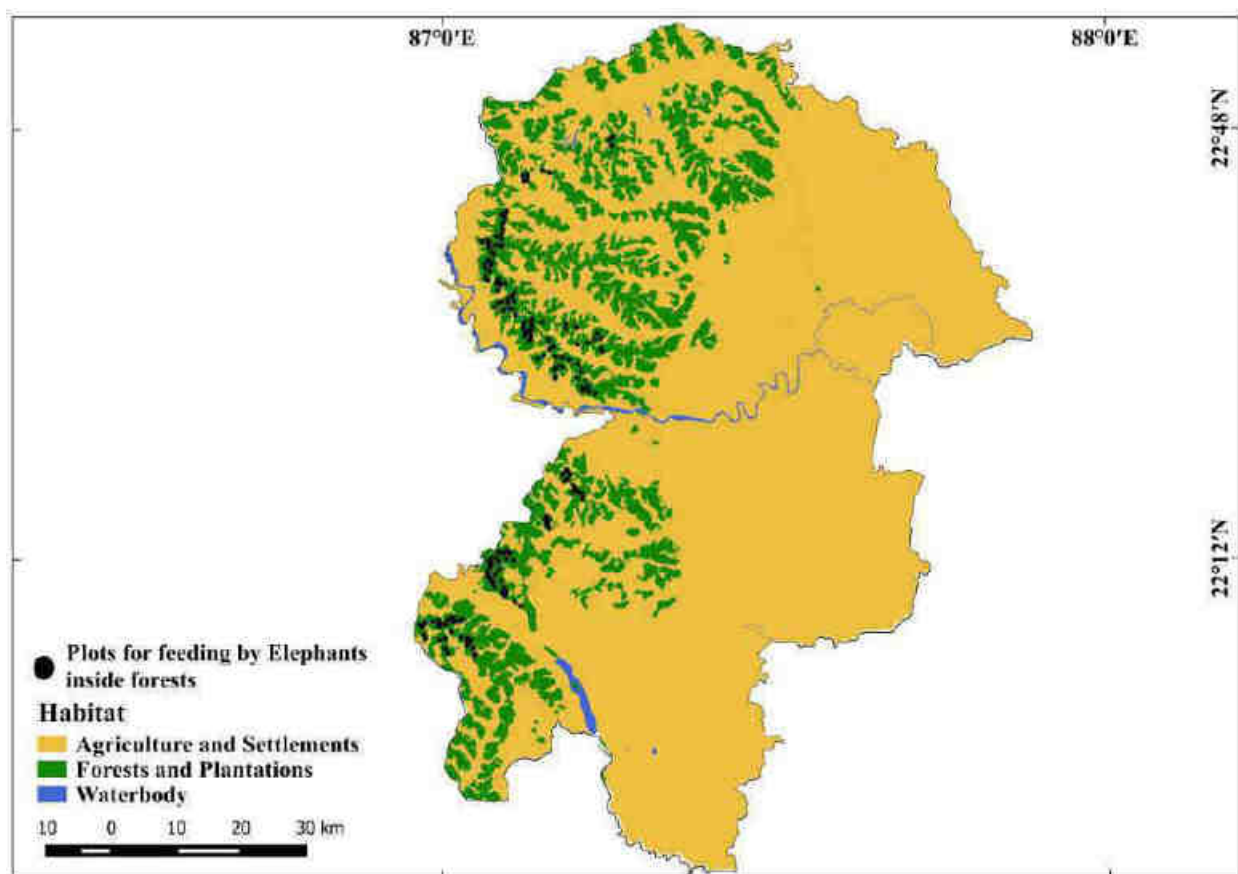 87°0'E
88°0'E
22°48'N
22°12'N
Plots for feeding by Elephants
inside forests
Habitat
Agriculture and Settlements
Forests and Plantations
Waterbody
10 0 10 20 30 km